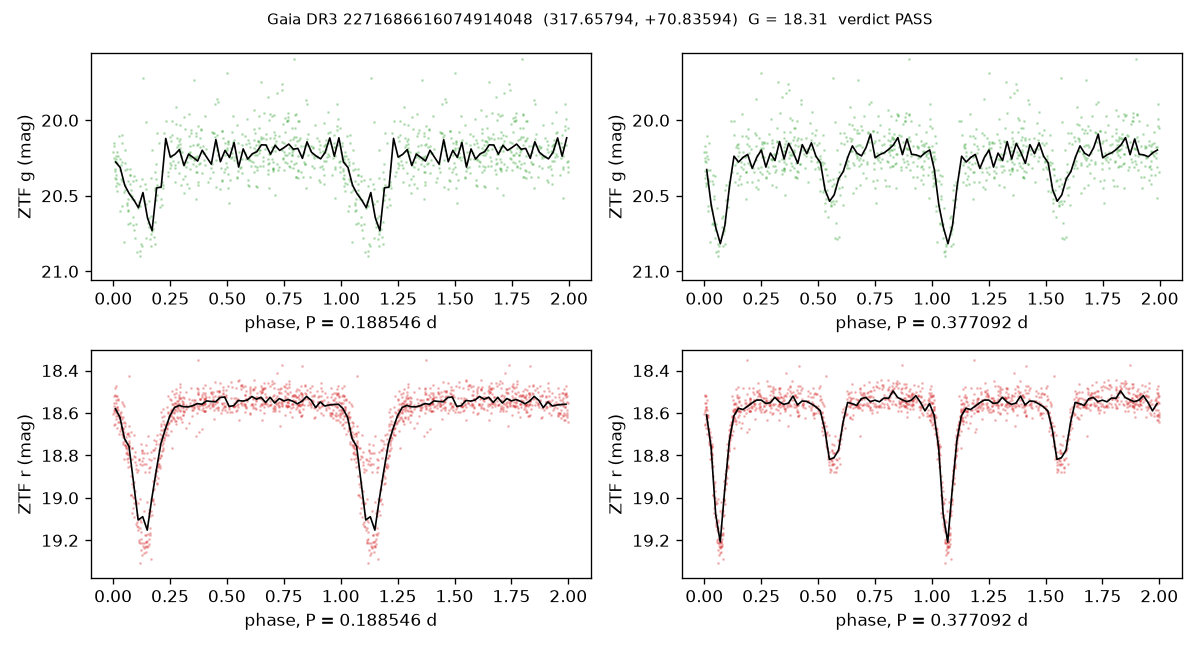 Gaia DR3 2271686616074914048 (317.65794, +70.83594) G = 18.31 verdict PASS
ZTF g (mag)
20.0
20.5
21.0
0.00 0.25 0.50 0.75 1.00 1.25 1.50 1.75 2.00
phase, P = 0.188546 d
ZTF g (mag)
20.0
20.5
21.0
0.00 0.25 0.50 0.75 1.00 1.25 1.50 1.75 2.00
phase, P = 0.377092 d
ZTF r (mag)
18.4
18.6
18.8
19.0
19.2
0.00 0.25 0.50 0.75 1.00 1.25 1.50 1.75 2.00
phase, P = 0.188546 d
ZTF r (mag)
18.4
18.6
18.8
19.0
19.2
0.00 0.25 0.50 0.75 1.00 1.25 1.50 1.75 2.00
phase, P = 0.377092 d